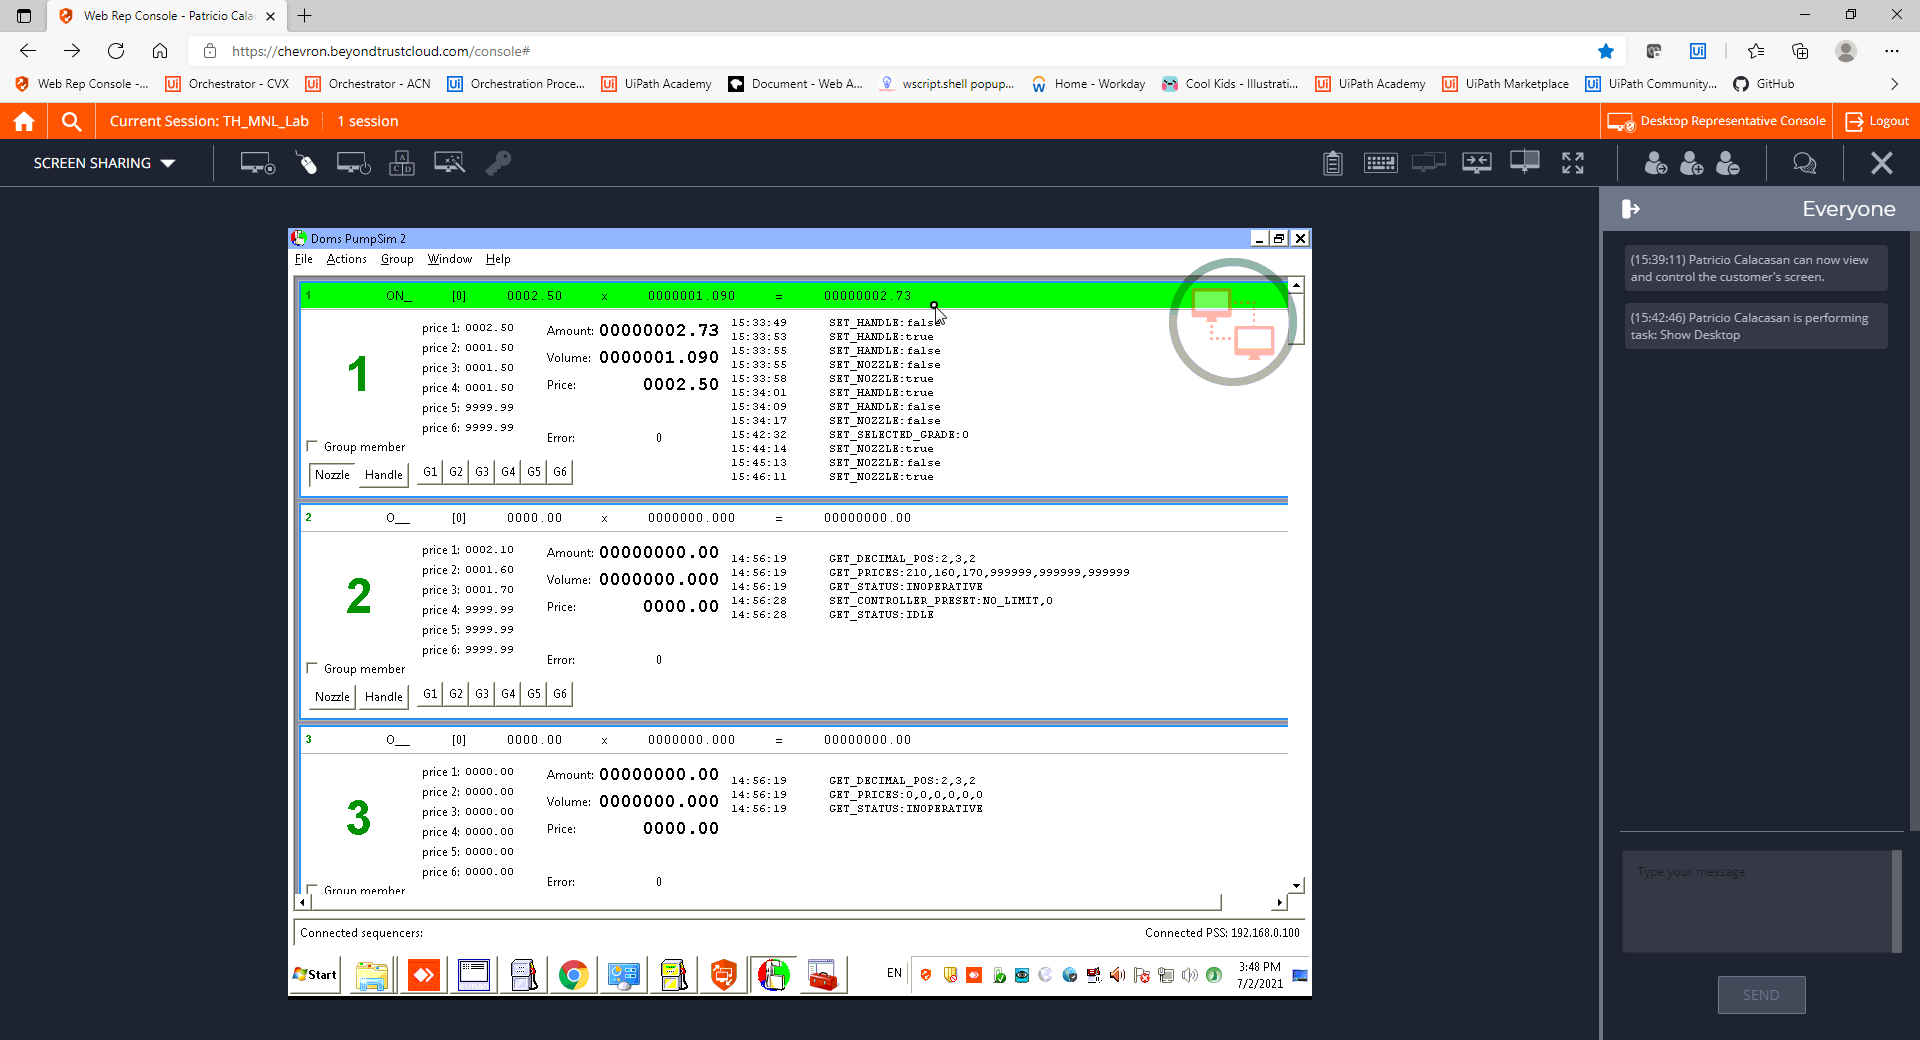 Web Rep Console - Patricio Cala
https://chevron.beyondtrustcloud.com/console#
Web Rep Console -... Orchestrator - CVX Orchestrator - ACN Orchestration Proce... UiPath Academy Document - Web A... wscript.shell popup... Home - Workday Cool Kids - Illustrati... UiPath Academy UiPath Marketplace UiPath Community... GitHub
Current Session: TH_MNL_Lab 1 session Desktop Representative Console Logout
SCREEN SHARING
Everyone
(15:39:11) Patricio Calacasan can now view
and control the customer's screen.
(15:42:46) Patricio Calacasan is performing
task: Show Desktop
Type your message
SEND
Doms PumpSim 2
File Actions Group Window Help
1 ON_ [0] 0002.50 x 0000001.090 = 00000002.73
1
price 1: 0002.50
price 2: 0001.50
price 3: 0001.50
price 4: 0001.50
price 5: 9999.99
price 6: 9999.99
Amount: 00000002.73
Volume: 0000001.090
Price: 0002.50
Error: 0
Group member
Nozzle Handle G1 G2 G3 G4 G5 G6
15:33:49 SET_HANDLE:false
15:33:53 SET_HANDLE:true
15:33:55 SET_HANDLE:false
15:33:55 SET_NOZZLE:false
15:33:58 SET_NOZZLE:true
15:34:01 SET_HANDLE:true
15:34:09 SET_HANDLE:false
15:34:17 SET_NOZZLE:false
15:42:32 SET_SELECTED_GRADE:0
15:44:14 SET_NOZZLE:true
15:45:13 SET_NOZZLE:false
15:46:11 SET_NOZZLE:true
2 O__ [0] 0000.00 x 0000000.000 = 00000000.00
2
price 1: 0002.10
price 2: 0001.60
price 3: 0001.70
price 4: 9999.99
price 5: 9999.99
price 6: 9999.99
Amount: 00000000.00
Volume: 0000000.000
Price: 0000.00
Error: 0
Group member
Nozzle Handle G1 G2 G3 G4 G5 G6
14:56:19 GET_DECIMAL_POS:2,3,2
14:56:19 GET_PRICES:210,160,170,999999,999999,999999
14:56:19 GET_STATUS:INOPERATIVE
14:56:28 SET_CONTROLLER_PRESET:NO_LIMIT,0
14:56:28 GET_STATUS:IDLE
3 O__ [0] 0000.00 x 0000000.000 = 00000000.00
3
price 1: 0000.00
price 2: 0000.00
price 3: 0000.00
price 4: 0000.00
price 5: 0000.00
price 6: 0000.00
Amount: 00000000.00
Volume: 0000000.000
Price: 0000.00
Error: 0
Group member
14:56:19 GET_DECIMAL_POS:2,3,2
14:56:19 GET_PRICES:0,0,0,0,0,0
14:56:19 GET_STATUS:INOPERATIVE
Connected sequencers: Connected PSS: 192.168.0.100
Start EN 3:48 PM
7/2/2021